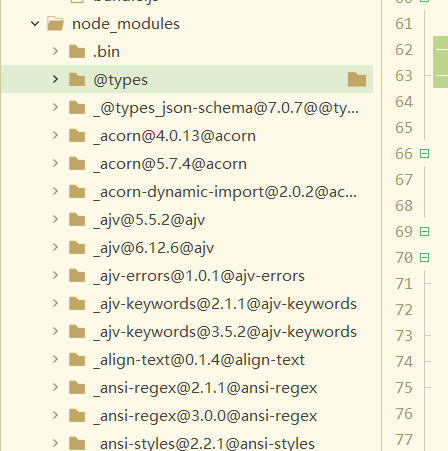 node_modules
.bin
@types
_@types_json-schema@7.0.7@@ty...
_acorn@4.0.13@acorn
_acorn@5.7.4@acorn
_acorn-dynamic-import@2.0.2@ac...
_ajv@5.5.2@ajv
_ajv@6.12.6@ajv
_ajv-errors@1.0.1@ajv-errors
_ajv-keywords@2.1.1@ajv-keywords
_ajv-keywords@3.5.2@ajv-keywords
_align-text@0.1.4@align-text
_ansi-regex@2.1.1@ansi-regex
_ansi-regex@3.0.0@ansi-regex
_ansi-styles@2.2.1@ansi-styles
61
62
63
64
65
66
67
68
69
70
71
72
73
74
75
76
77